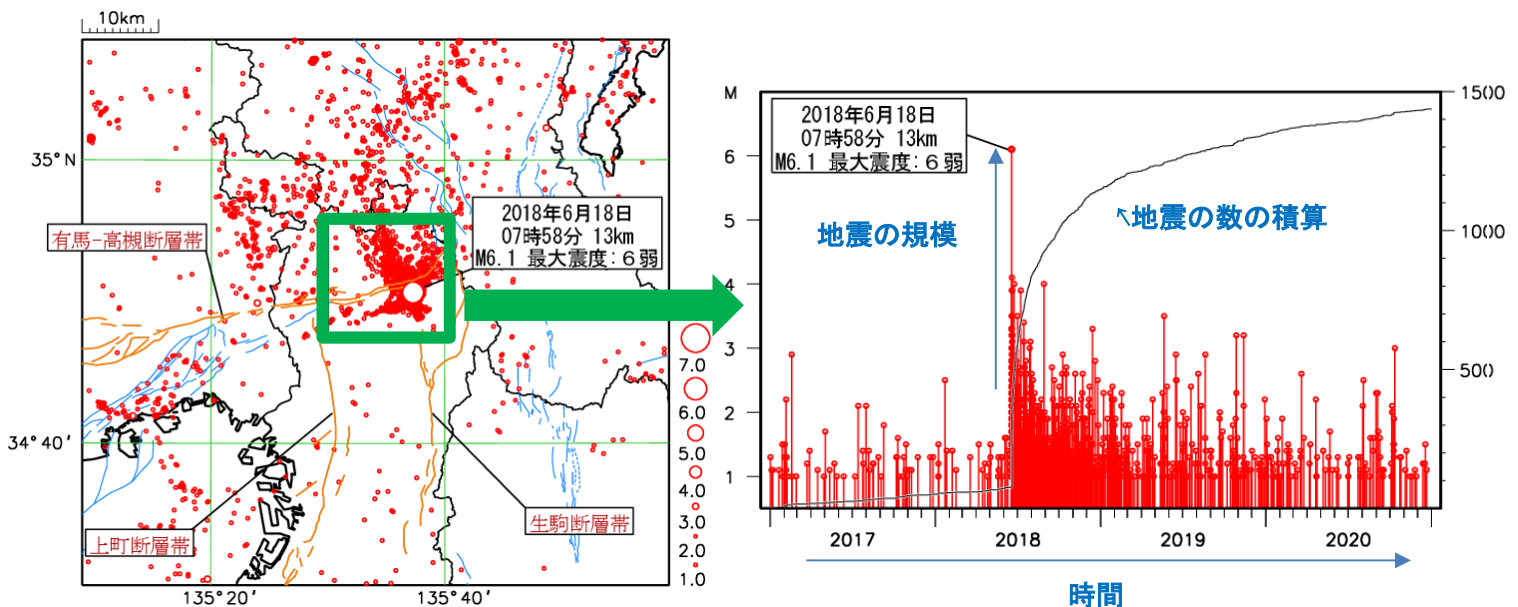 10km
35°N
34°40′
135°20′
135°40′
有馬-高槻断層帯
上町断層帯
生駒断層帯
2018年6月18日
07時58分 13km
M6.1 最大震度:6弱
7.0
6.0
5.0
4.0
3.0
2.0
1.0
M
6
5
4
3
2
1
2018年6月18日
07時58分 13km
M6.1 最大震度:6弱
地震の規模
↖地震の数の積算
1500
1000
500
2017
2018
2019
2020
時間